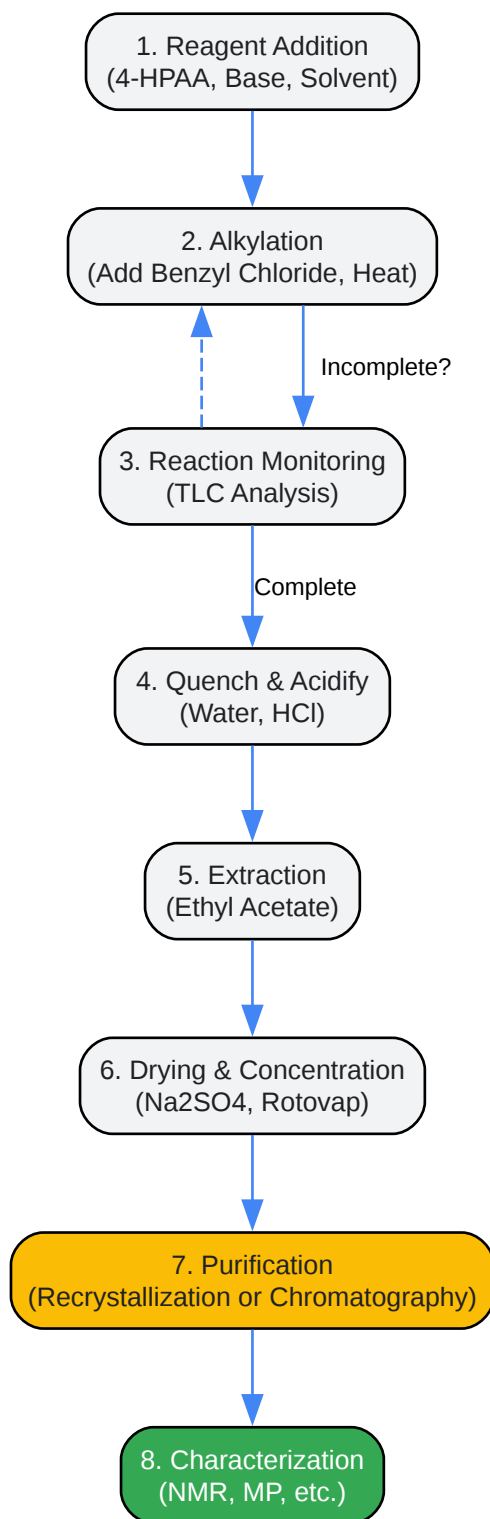 1. Reagent Addition
(4-HPAA, Base, Solvent)
2. Alkylation
(Add Benzyl Chloride, Heat)
Incomplete?
3. Reaction Monitoring
(TLC Analysis)
Complete
4. Quench & Acidify
(Water, HCl)
5. Extraction
(Ethyl Acetate)
6. Drying & Concentration
(Na2SO4, Rotovap)
7. Purification
(Recrystallization or Chromatography)
8. Characterization
(NMR, MP, etc.)